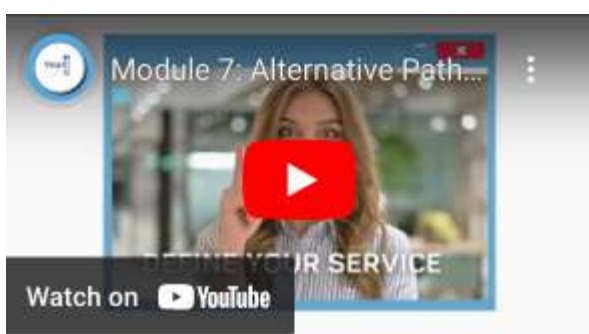 Module 7: Alternative Path...
DEFINE YOUR SERVICE
Watch on YouTube